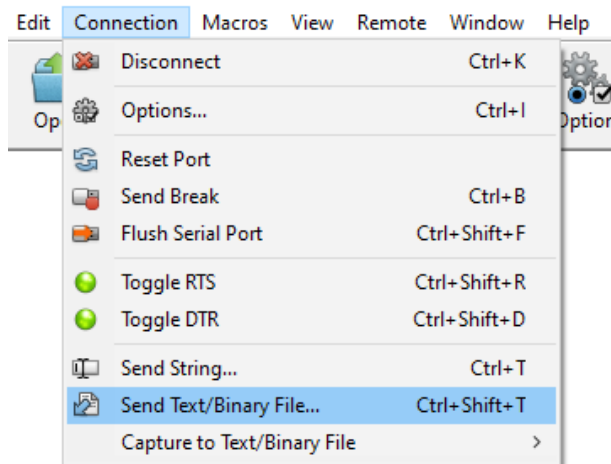 Edit Connection Macros View Remote Window Help
Disconnect Ctrl+K
Options... Ctrl+I
Reset Port
Send Break Ctrl+B
Flush Serial Port Ctrl+Shift+F
Toggle RTS Ctrl+Shift+R
Toggle DTR Ctrl+Shift+D
Send String... Ctrl+T
Send Text/Binary File... Ctrl+Shift+T
Capture to Text/Binary File >